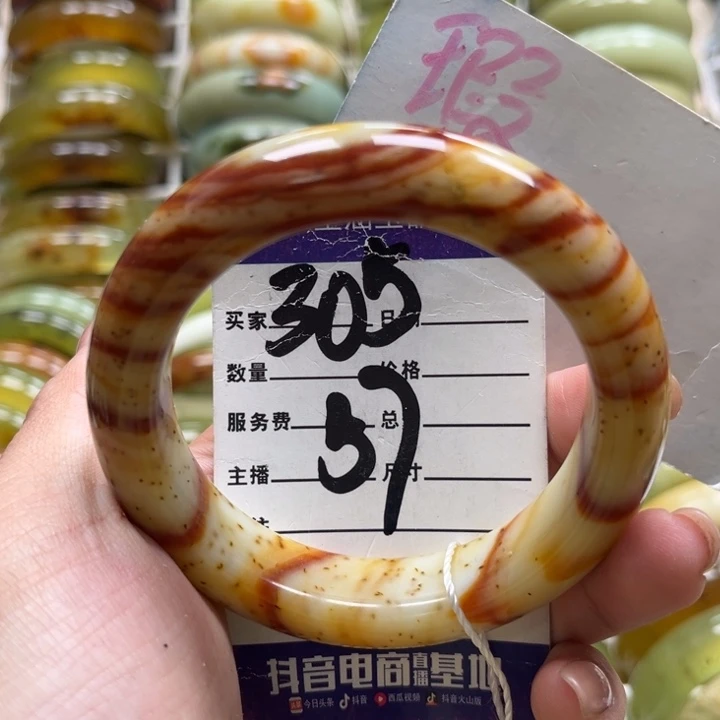 瑕
305
买家 日
数量 价格
57
服务费 总
主播 尺寸
抖音电商直播基地
今日头条 抖音 西瓜视频 抖音火山版